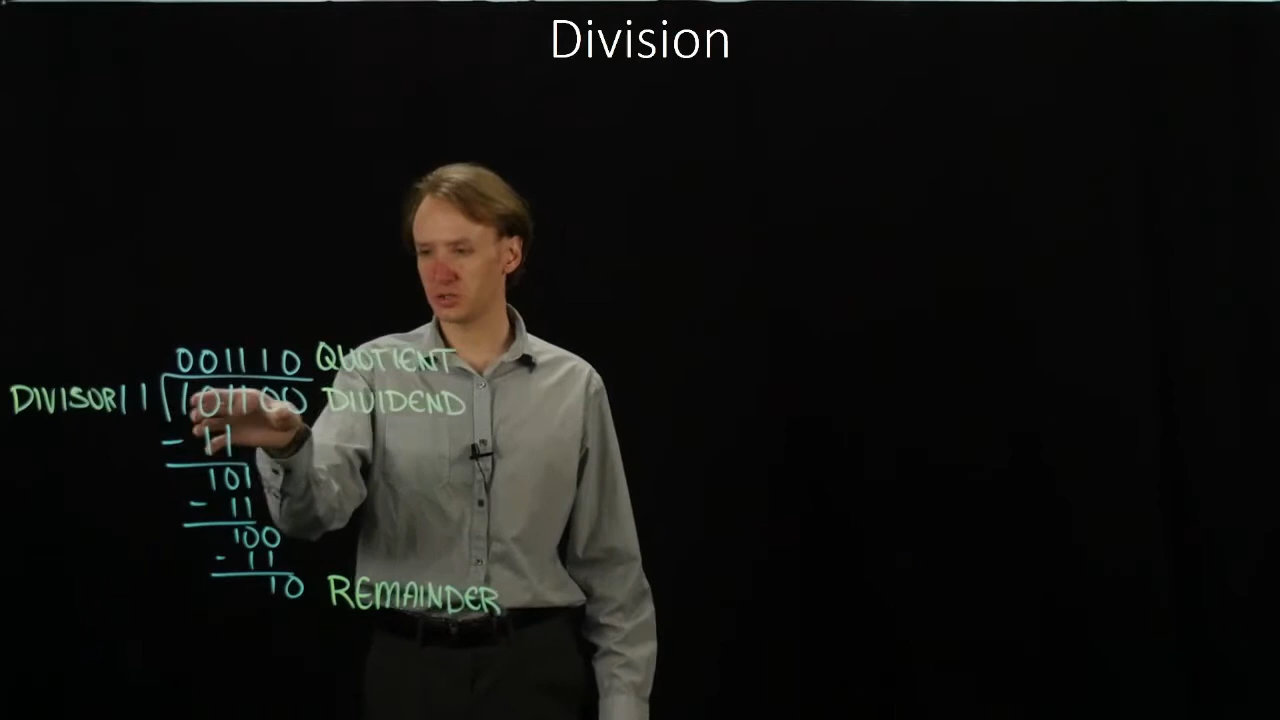 Division
001110 QUOTIENT
DIVISOR 11 101100 DIVIDEND
- 11
101
- 11
100
- 11
10 REMAINDER